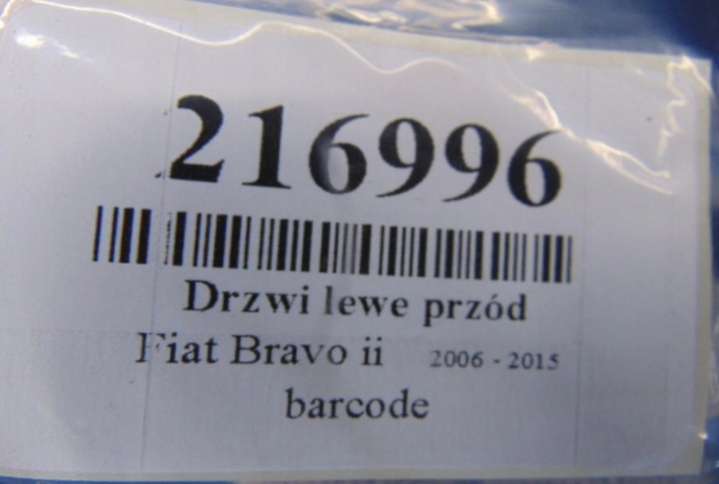 216996
Drzwi lewe przód
Fiat Bravo ii 2006 - 2015
barcode